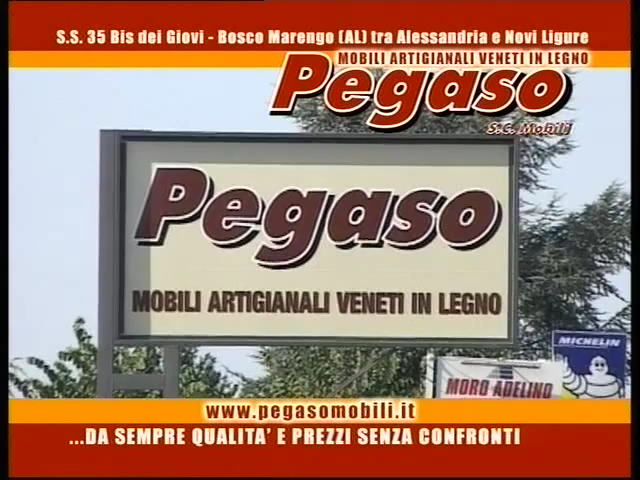 S.S. 35 Bis dei Giovi - Bosco Marengo (AL) tra Alessandria e Novi Ligure
MOBILI ARTIGIANALI VENETI IN LEGNO
Pegaso
S.G. Mobili
Pegaso
MOBILI ARTIGIANALI VENETI IN LEGNO
MICHELIN
MORO ADELINO
www.pegasomobili.it
...DA SEMPRE QUALITA' E PREZZI SENZA CONFRONTI